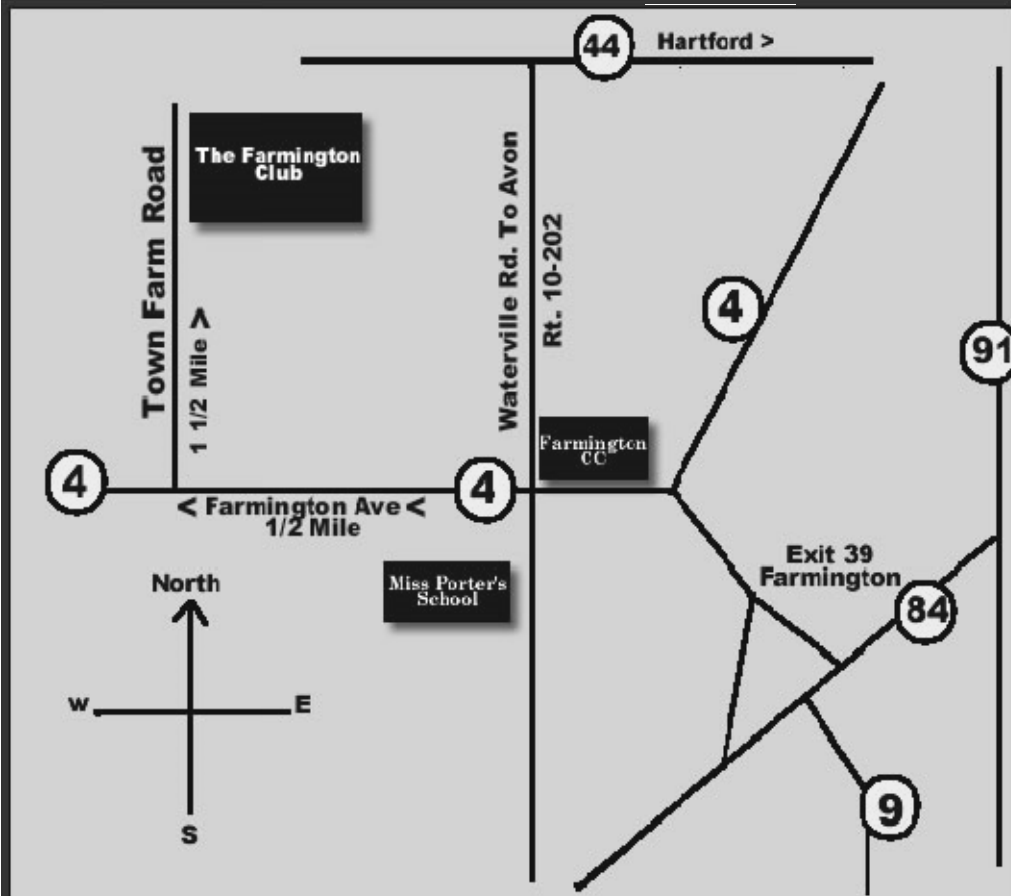 44
Hartford >
The Farmington
Club
Town Farm Road
1 1/2 Mile >
Waterville Rd. To Avon
Rt. 10-202
4
91
Farmington
CC
4
4
< Farmington Ave <
1/2 Mile
Exit 39
Farmington
Miss Porter's
School
84
North
W
E
S
9